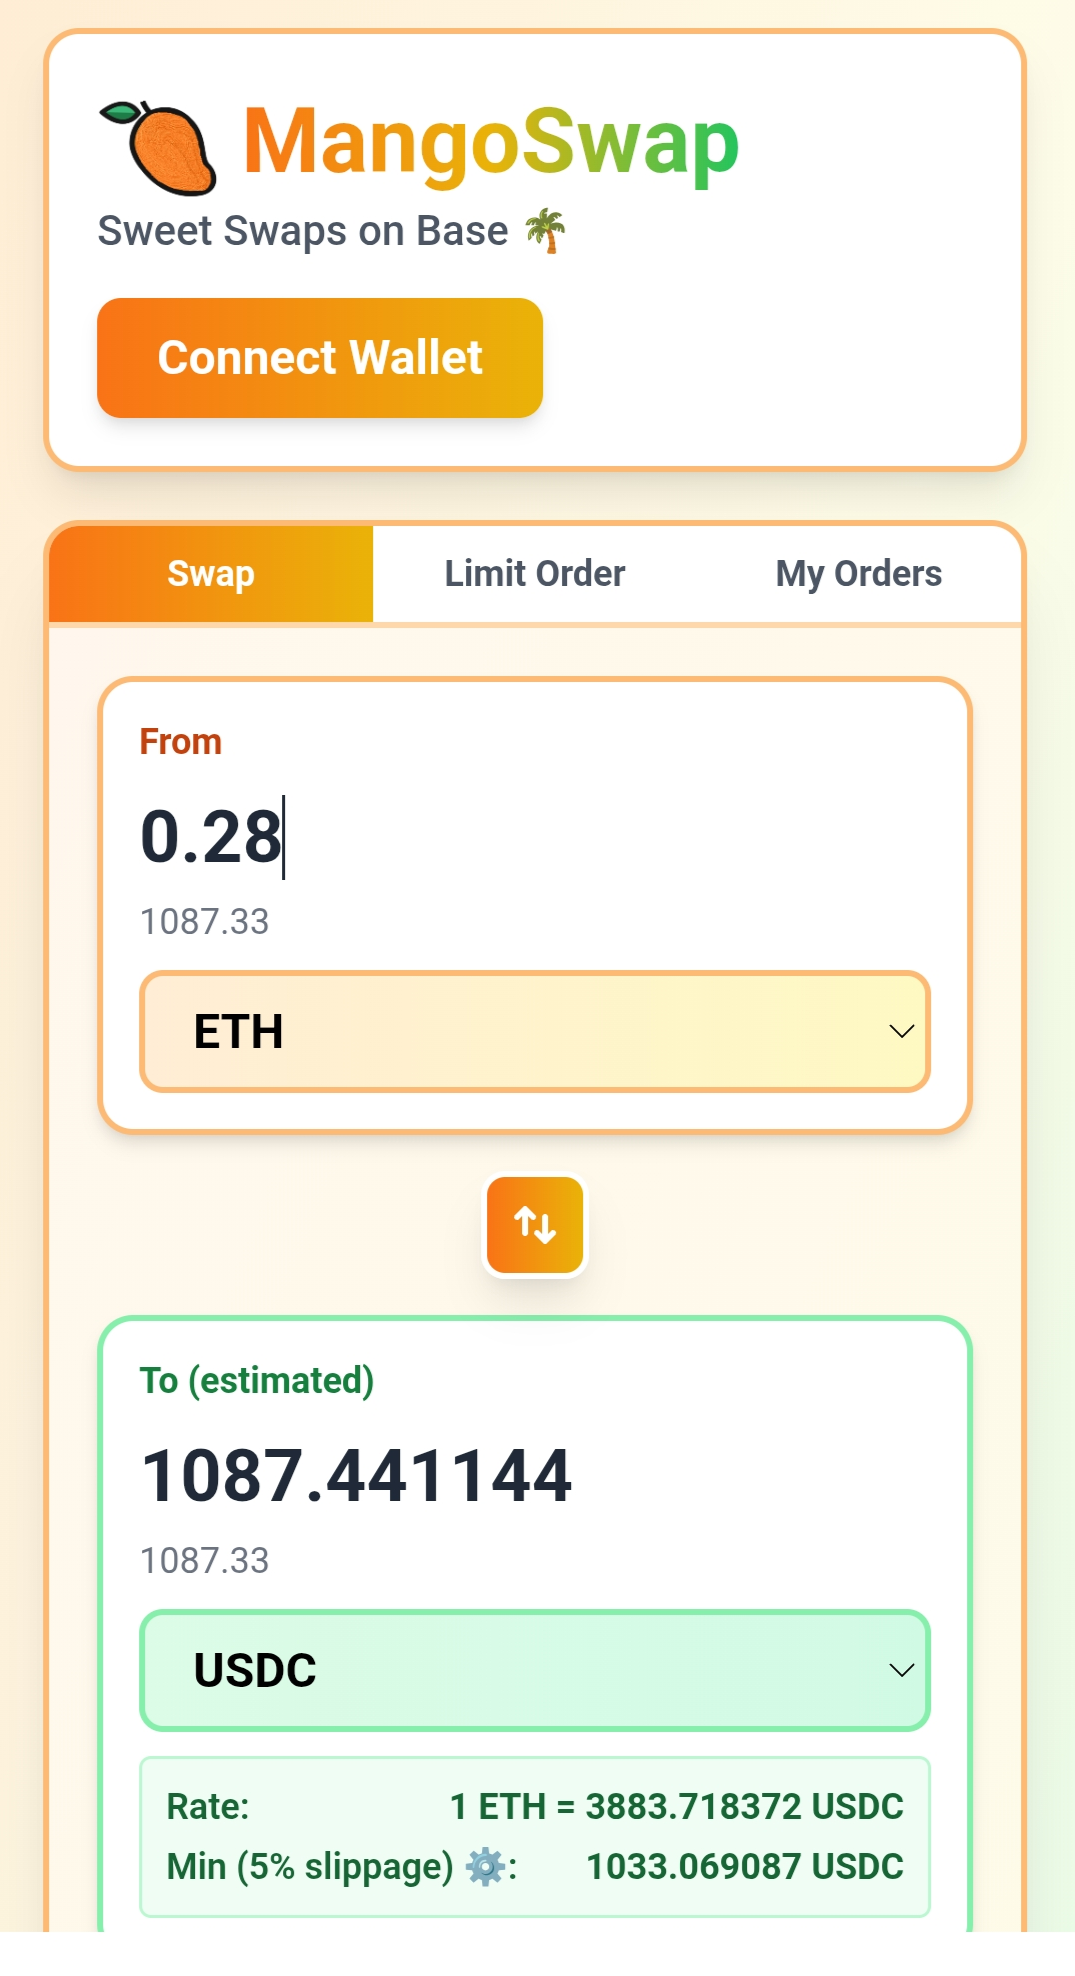 MangoSwap
Sweet Swaps on Base 🌴
Connect Wallet
Swap Limit Order My Orders
From
0.28
1087.33
ETH
To (estimated)
1087.441144
1087.33
USDC
Rate: 1 ETH = 3883.718372 USDC
Min (5% slippage) ⚙️: 1033.069087 USDC